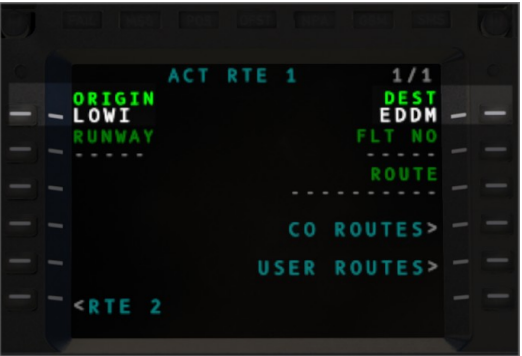 ACT RTE 1 1/1
ORIGIN DEST
LOWI EDDM
RUNWAY FLT NO
----- -----
ROUTE
----------
CO ROUTES>
USER ROUTES>
<RTE 2